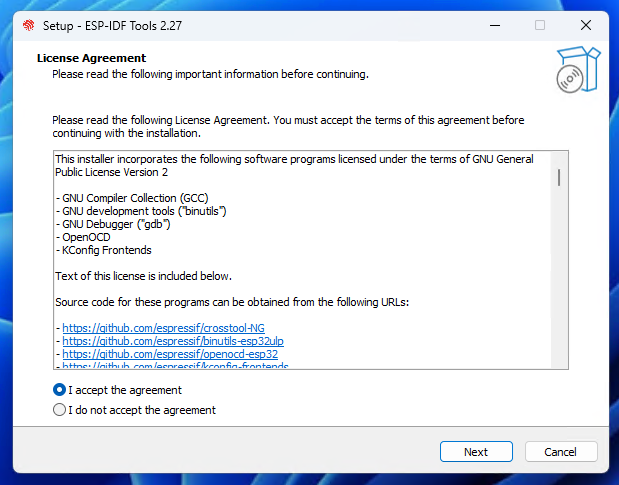 Setup - ESP-IDF Tools 2.27
License Agreement
Please read the following important information before continuing.
Please read the following License Agreement. You must accept the terms of this agreement before
continuing with the installation.
This installer incorporates the following software programs licensed under the terms of GNU General
Public License Version 2
- GNU Compiler Collection (GCC)
- GNU development tools ("binutils")
- GNU Debugger ("gdb")
- OpenOCD
- KConfig Frontends
Text of this license is included below.
Source code for these programs can be obtained from the following URLs:
- https://github.com/espressif/crosstool-NG
- https://github.com/espressif/binutils-esp32ulp
- https://github.com/espressif/openocd-esp32
- https://github.com/espressif/kconfig-frontends
I accept the agreement
I do not accept the agreement
Next
Cancel